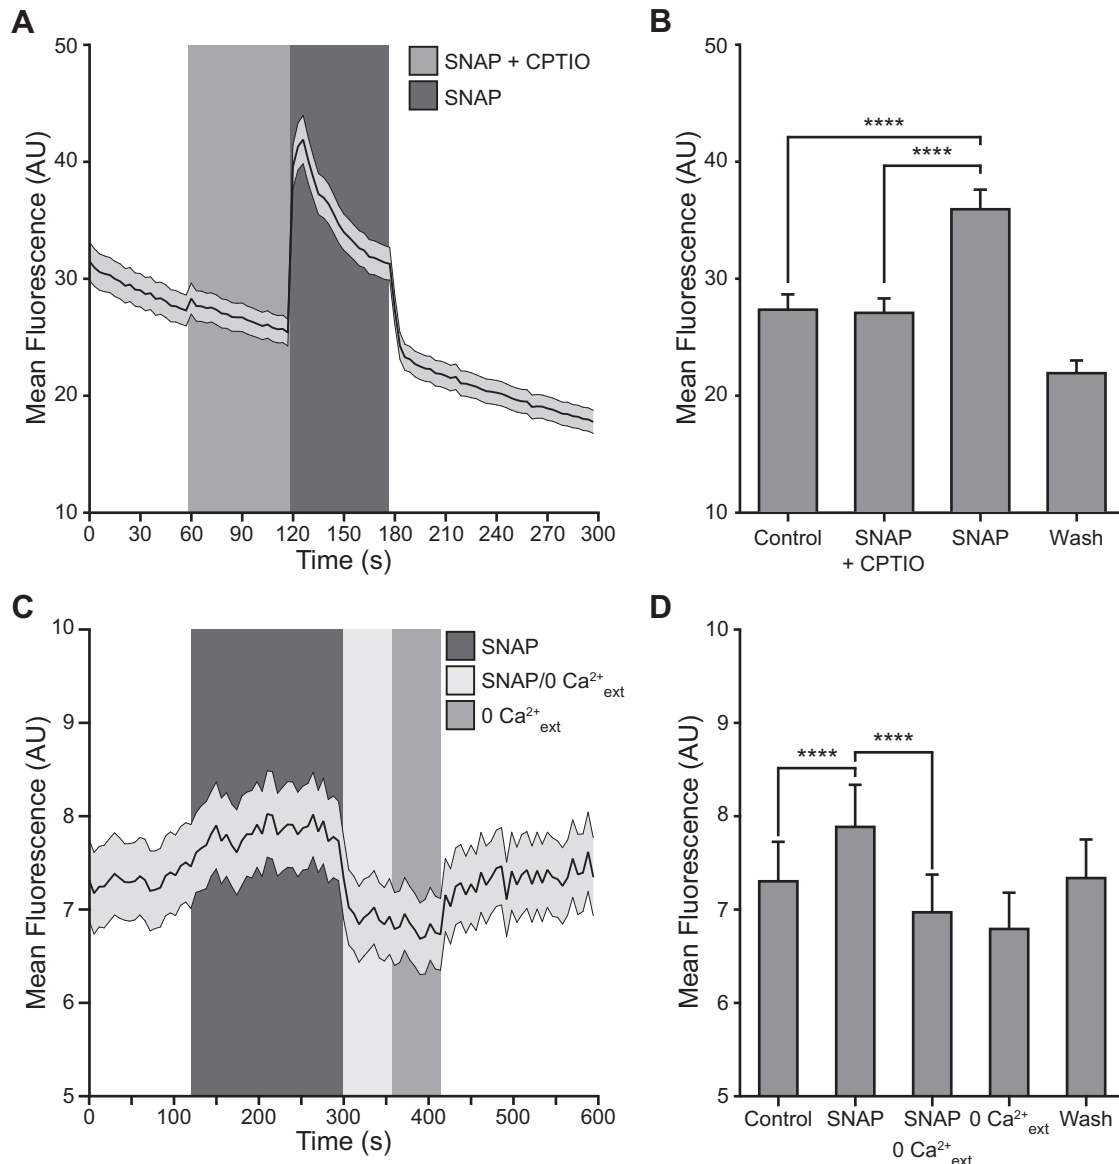 A
Mean Fluorescence (AU)
50
40
30
20
10
0 30 60 90 120 150 180 210 240 270 300
Time (s)
SNAP + CPTIO
SNAP
B
Mean Fluorescence (AU)
50
40
30
20
10
****
****
Control SNAP + CPTIO SNAP Wash
C
Mean Fluorescence (AU)
10
9
8
7
6
5
0 100 200 300 400 500 600
Time (s)
SNAP
SNAP/0 Ca²⁺ext
0 Ca²⁺ext
D
Mean Fluorescence (AU)
10
9
8
7
6
5
****
****
Control SNAP SNAP 0 Ca²⁺ext Wash
0 Ca²⁺ext